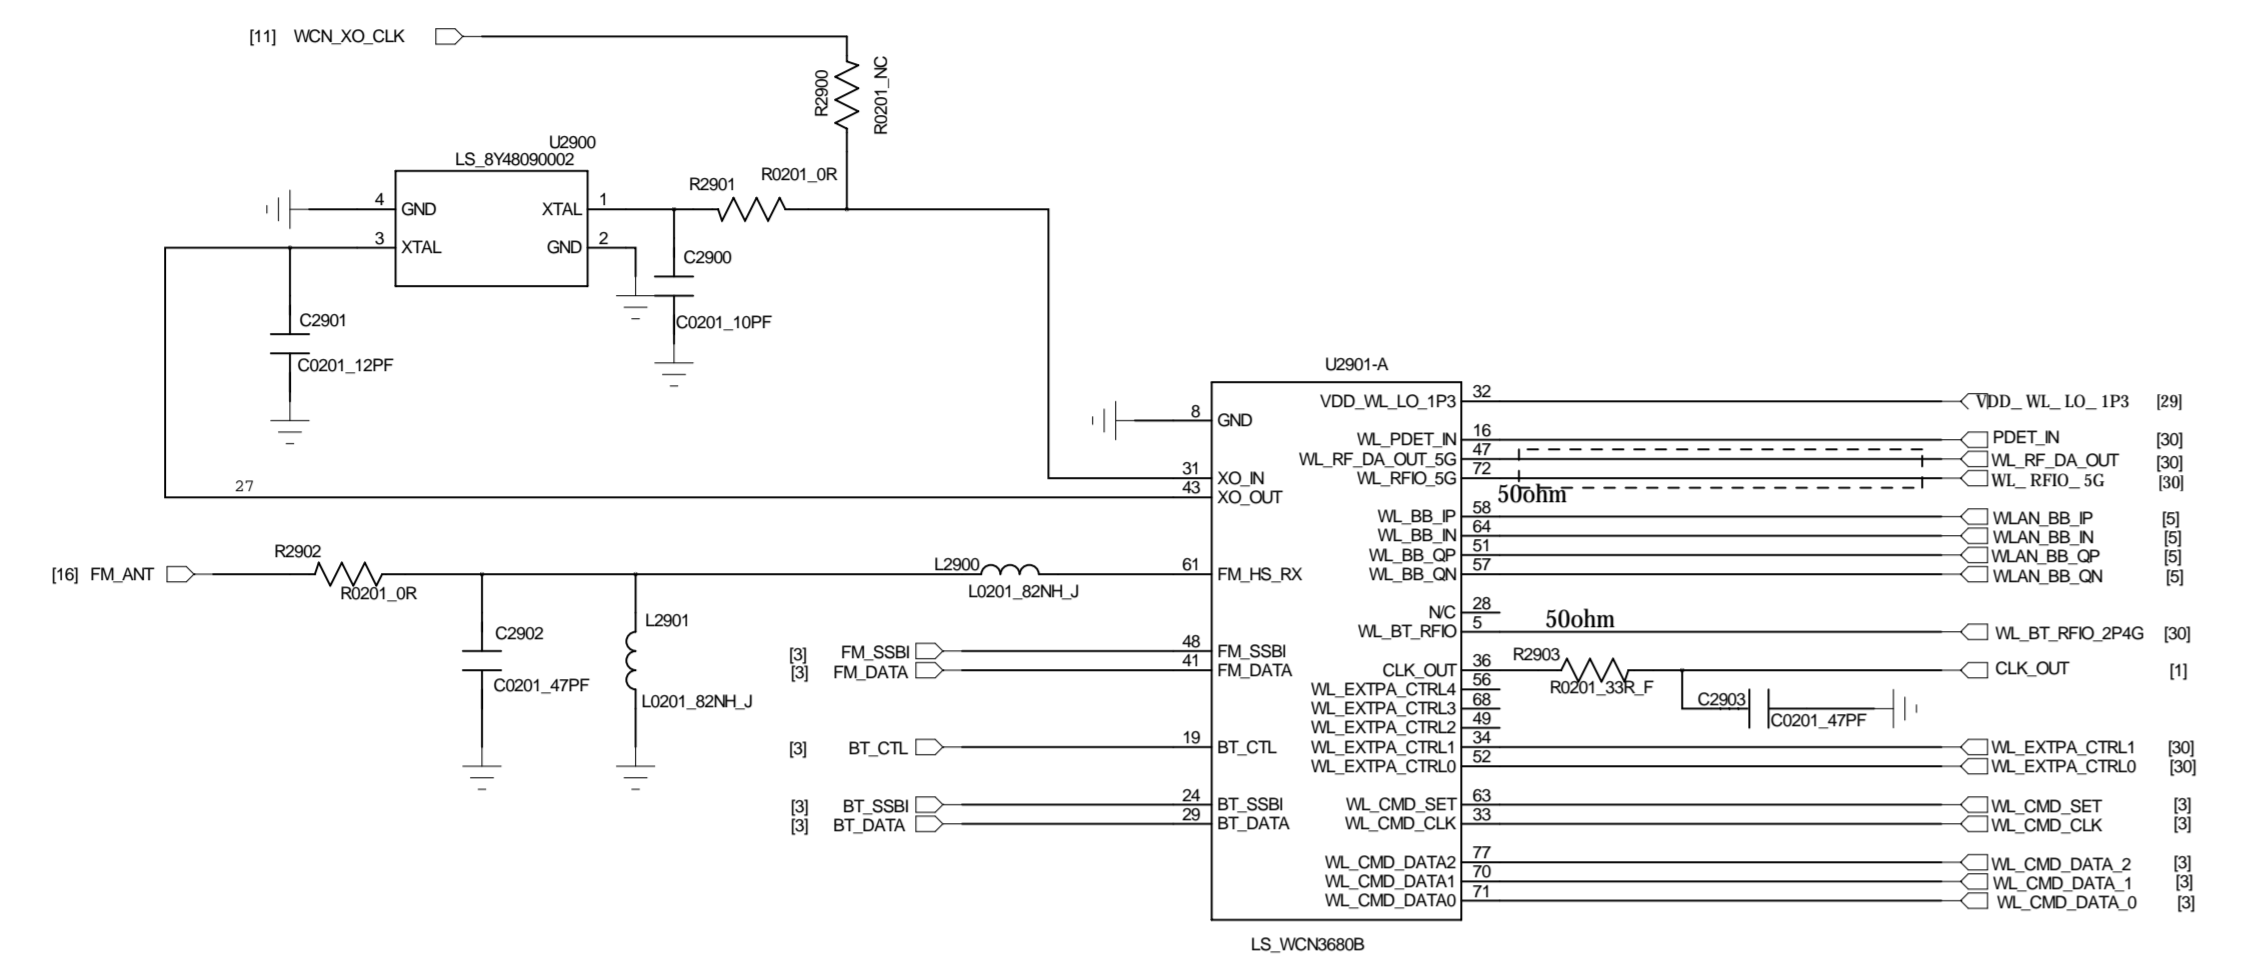 [11] WCN_XO_CLK
R2900
R0201_NC
U2900
LS_8Y48090002
R2901
R0201_0R
4 GND
XTAL 1
3 XTAL
GND 2
C2900
C0201_10PF
C2901
C0201_12PF
27
U2901-A
VDD_WL_LO_1P3 32 VDD_WL_LO_1P3 [29]
8 GND
WL_PDET_IN 16 PDET_IN [30]
WL_RF_DA_OUT_5G 47 WL_RF_DA_OUT [30]
31 XO_IN
WL_RFIO_5G 72 WL_RFIO_5G [30]
43 XO_OUT
50ohm
WL_BB_IP 58 WLAN_BB_IP [5]
WL_BB_IN 64 WLAN_BB_IN [5]
WL_BB_QP 51 WLAN_BB_QP [5]
WL_BB_QN 57 WLAN_BB_QN [5]
[16] FM_ANT
R2902
R0201_0R
L2900
L0201_82NH_J
61 FM_HS_RX
C2902
C0201_47PF
L2901
L0201_82NH_J
N/C 28
50ohm
WL_BT_RFIO 5 WL_BT_RFIO_2P4G [30]
[3] FM_SSBI 48 FM_SSBI
[3] FM_DATA 41 FM_DATA
CLK_OUT 36 R2903 CLK_OUT [1]
R0201_33R_F
C2903
C0201_47PF
WL_EXTPA_CTRL4 56
WL_EXTPA_CTRL3 68
WL_EXTPA_CTRL2 49
[3] BT_CTL 19 BT_CTL
WL_EXTPA_CTRL1 34 WL_EXTPA_CTRL1 [30]
WL_EXTPA_CTRL0 52 WL_EXTPA_CTRL0 [30]
[3] BT_SSBI 24 BT_SSBI
[3] BT_DATA 29 BT_DATA
WL_CMD_SET 63 WL_CMD_SET [3]
WL_CMD_CLK 33 WL_CMD_CLK [3]
WL_CMD_DATA2 77 WL_CMD_DATA_2 [3]
WL_CMD_DATA1 70 WL_CMD_DATA_1 [3]
WL_CMD_DATA0 71 WL_CMD_DATA_0 [3]
LS_WCN3680B